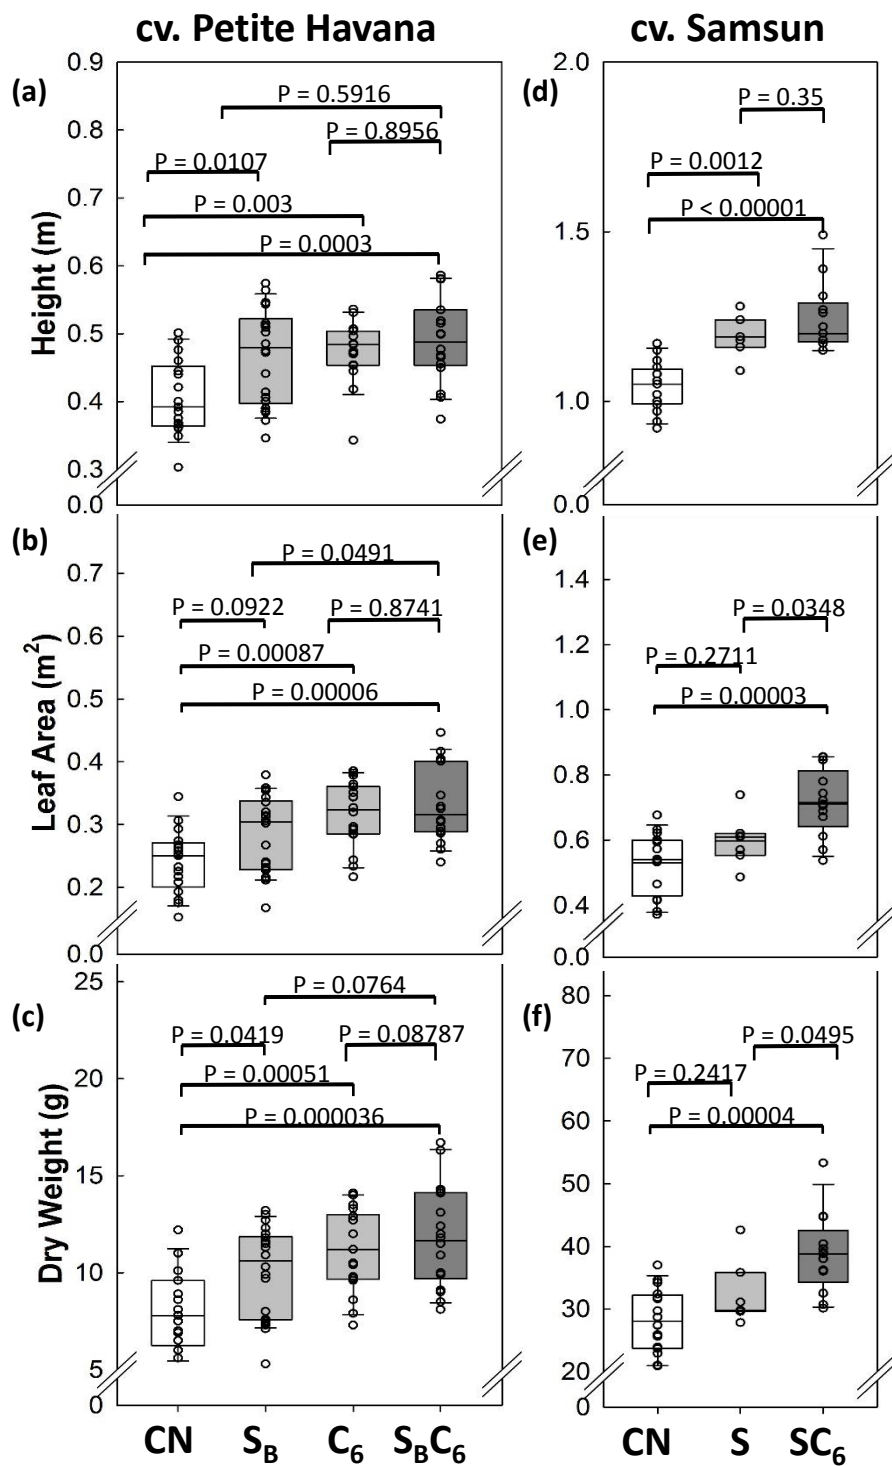 cv. Petite Havana
cv. Samsun
(a)
0.9
0.8
0.7
0.6
0.5
0.4
0.3
0.0
Height (m)
P = 0.5916
P = 0.8956
P = 0.0107
P = 0.003
P = 0.0003
(d)
2.0
1.5
1.0
0.0
P = 0.35
P = 0.0012
P < 0.00001
(b)
0.7
0.6
0.5
0.4
0.3
0.2
0.0
Leaf Area (m²)
P = 0.0491
P = 0.0922
P = 0.8741
P = 0.00087
P = 0.00006
(e)
1.4
1.2
1.0
0.8
0.6
0.4
0.0
P = 0.0348
P = 0.2711
P = 0.00003
(c)
25
20
15
10
5
0
Dry Weight (g)
P = 0.0764
P = 0.0419
P = 0.08787
P = 0.00051
P = 0.000036
(f)
80
70
60
50
40
30
20
0
P = 0.0495
P = 0.2417
P = 0.00004
CN S_B C_6 S_BC_6
CN S SC_6